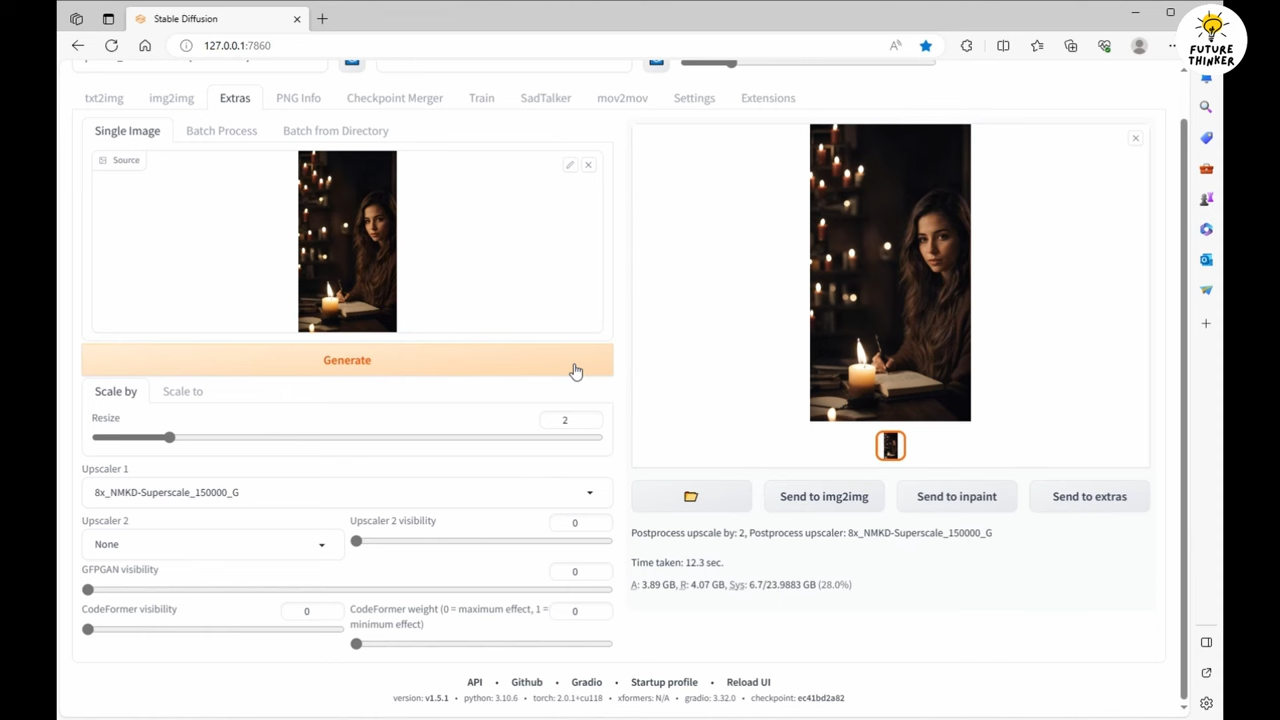 Stable Diffusion
127.0.0.1:7860
FUTURE
THINKER
txt2img
img2img
Extras
PNG Info
Checkpoint Merger
Train
SadTalker
mov2mov
Settings
Extensions
Single Image
Batch Process
Batch from Directory
Source
Generate
Scale by
Scale to
Resize
2
Upscaler 1
8x_NMKD-Superscale_150000_G
Upscaler 2
None
Upscaler 2 visibility
0
GFPGAN visibility
0
CodeFormer visibility
0
CodeFormer weight (0 = maximum effect, 1 =
minimum effect)
0
Send to img2img
Send to inpaint
Send to extras
Postprocess upscale by: 2, Postprocess upscaler: 8x_NMKD-Superscale_150000_G
Time taken: 12.3 sec.
A: 3.89 GB, R: 4.07 GB, Sys: 6.7/23.9883 GB (28.0%)
API • Github • Gradio • Startup profile • Reload UI
version: v1.5.1 • python: 3.10.6 • torch: 2.0.1+cu118 • xformers: N/A • gradio: 3.32.0 • checkpoint: ec41bd2a82